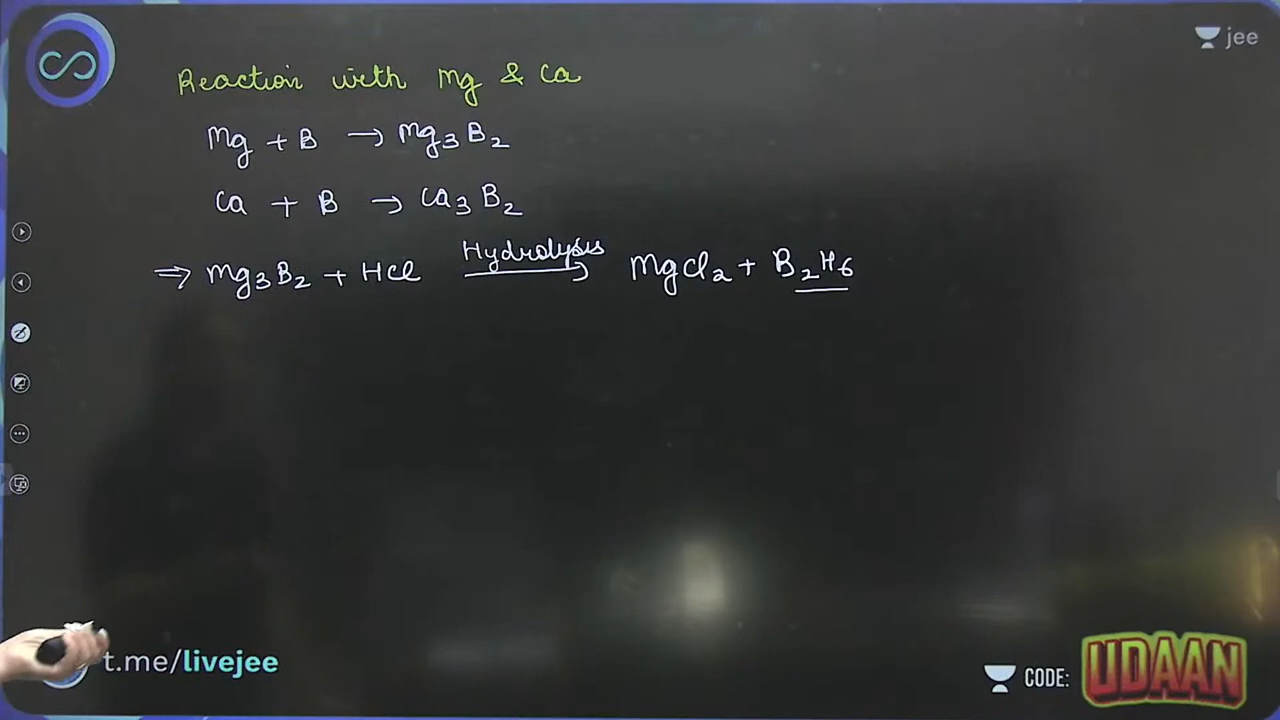 jee
Reaction with Mg & Ca
Mg + B → Mg₃B₂
Ca + B → Ca₃B₂
⇒ Mg₃B₂ + HCl Hydrolysis → MgCl₂ + B₂H₆
t.me/livejee
CODE: UDAAN